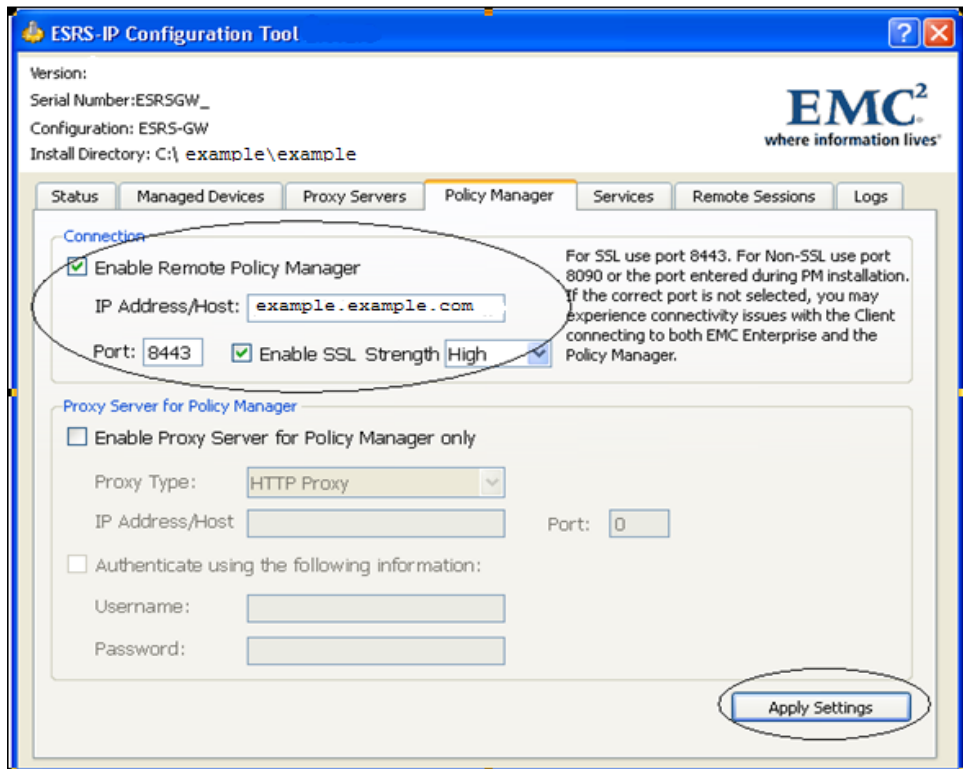 ESRS-IP Configuration Tool
Version:
Serial Number:ESRSGW_
Configuration: ESRS-GW
Install Directory: C:\ example\example
EMC²
where information lives®
Status
Managed Devices
Proxy Servers
Policy Manager
Services
Remote Sessions
Logs
Connection
Enable Remote Policy Manager
IP Address/Host: example.example.com
Port: 8443
Enable SSL Strength High
For SSL use port 8443. For Non-SSL use port
8090 or the port entered during PM installation.
If the correct port is not selected, you may
experience connectivity issues with the Client
connecting to both EMC Enterprise and the
Policy Manager.
Proxy Server for Policy Manager
Enable Proxy Server for Policy Manager only
Proxy Type: HTTP Proxy
IP Address/Host
Port: 0
Authenticate using the following information:
Username:
Password:
Apply Settings